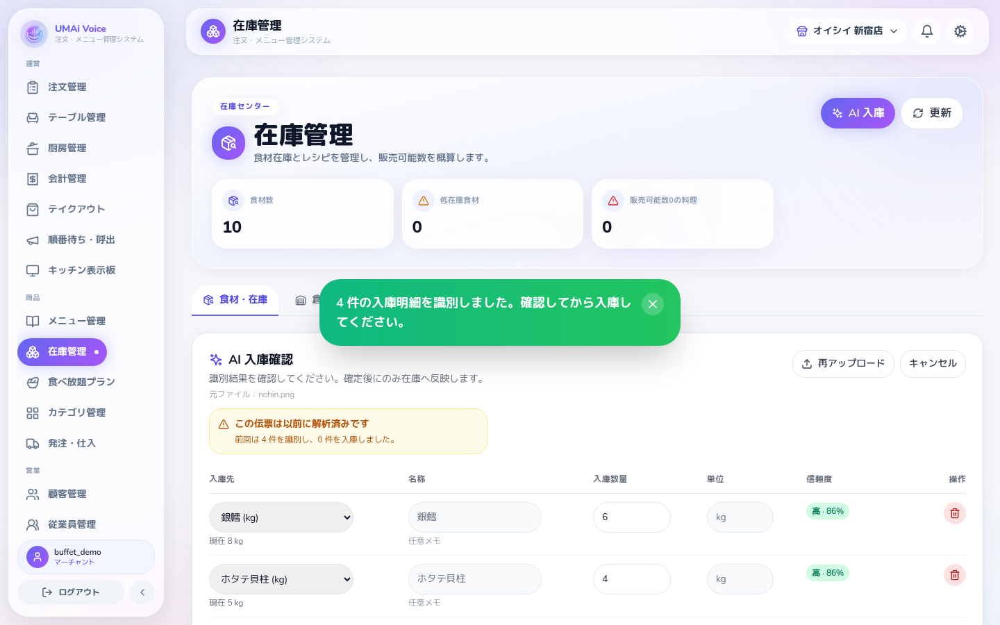 UMAi Voice
注文・メニュー管理システム
運営
注文管理
テーブル管理
厨房管理
会計管理
テイクアウト
順番待ち・呼出
キッチン表示板
商品
メニュー管理
在庫管理
食べ放題プラン
カテゴリ管理
発注・仕入
営業
顧客管理
従業員管理
buffet_demo
マーチャント
ログアウト
在庫管理
注文・メニュー管理システム
オイシイ 新宿店
在庫センター
在庫管理
食材在庫とレシピを管理し、販売可能数を概算します。
AI 入庫
更新
食材数
10
低在庫食材
0
販売可能数0の料理
0
食材・在庫
4 件の入庫明細を識別しました。確認してから入庫し
てください。
AI 入庫確認
識別結果を確認してください。確定後にのみ在庫へ反映します。
元ファイル：nohin.png
再アップロード
キャンセル
この伝票は以前に解析済みです
前回は 4 件を識別し、0 件を入庫しました。
入庫先 名称 入庫数量 単位 信頼度 操作
銀鱈 (kg) 銀鱈 6 kg 高 · 86%
現在 8 kg 任意メモ
ホタテ貝柱 (kg) ホタテ貝柱 4 kg 高 · 86%
現在 5 kg 任意メモ